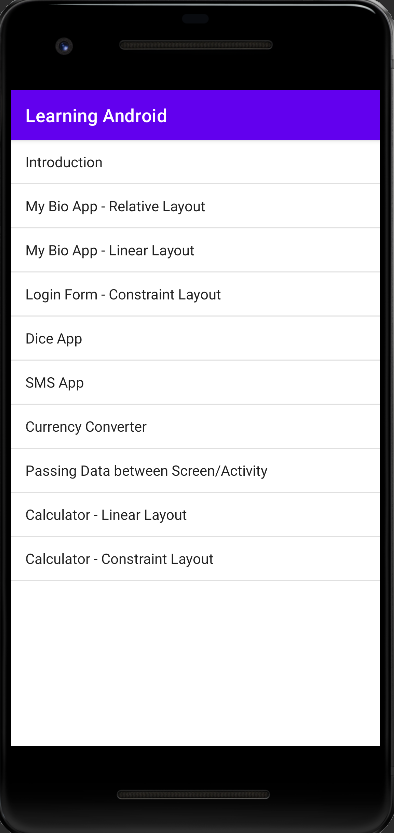 Learning Android
Introduction
My Bio App - Relative Layout
My Bio App - Linear Layout
Login Form - Constraint Layout
Dice App
SMS App
Currency Converter
Passing Data between Screen/Activity
Calculator - Linear Layout
Calculator - Constraint Layout